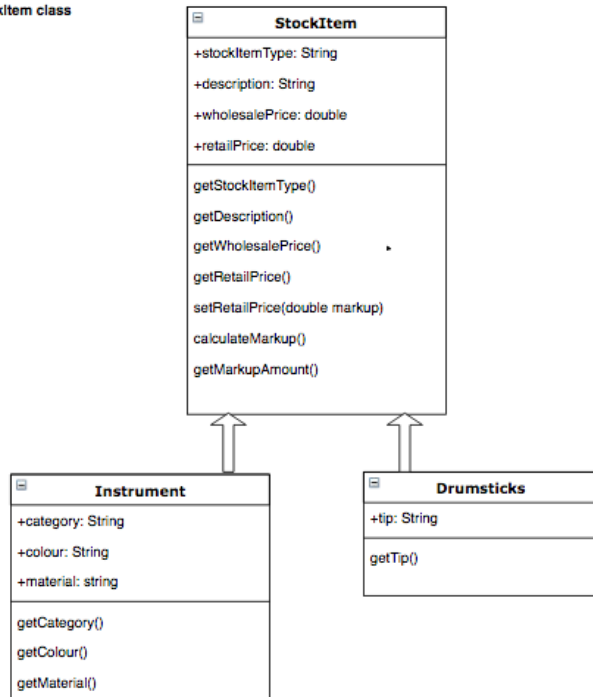 kItem class
StockItem
+stockItemType: String
+description: String
+wholesalePrice: double
+retailPrice: double
getStockItemType()
getDescription()
getWholesalePrice()
getRetailPrice()
setRetailPrice(double markup)
calculateMarkup()
getMarkupAmount()
Instrument
+category: String
+colour: String
+material: string
getCategory()
getColour()
getMaterial()
Drumsticks
+tip: String
getTip()